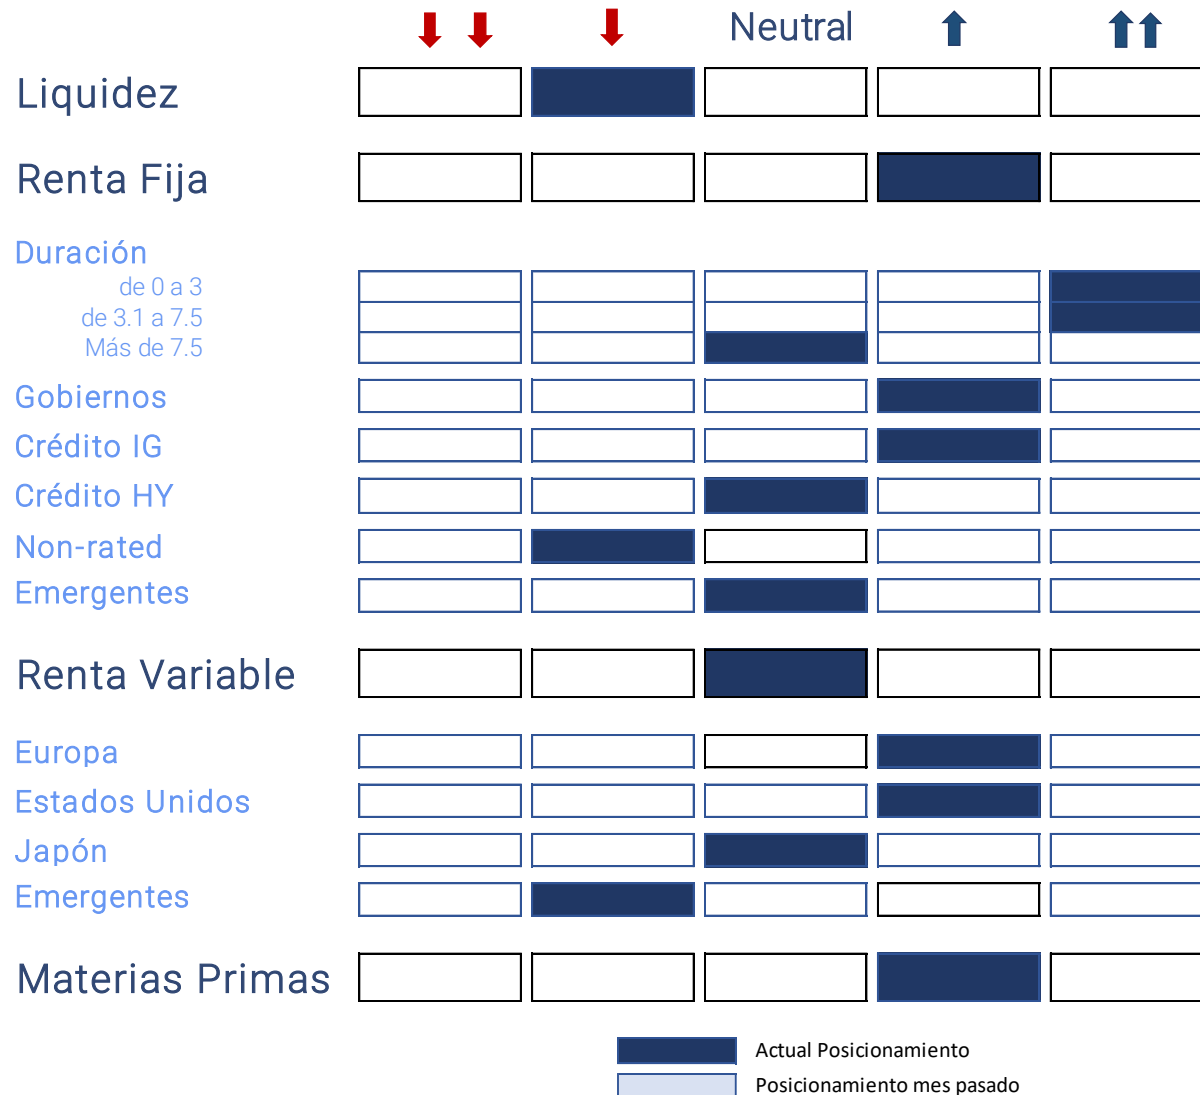 Neutral
Liquidez
Renta Fija
Duración
de 0 a 3
de 3.1 a 7.5
Más de 7.5
Gobiernos
Crédito IG
Crédito HY
Non-rated
Emergentes
Renta Variable
Europa
Estados Unidos
Japón
Emergentes
Materias Primas
Actual Posicionamiento
Posicionamiento mes pasado